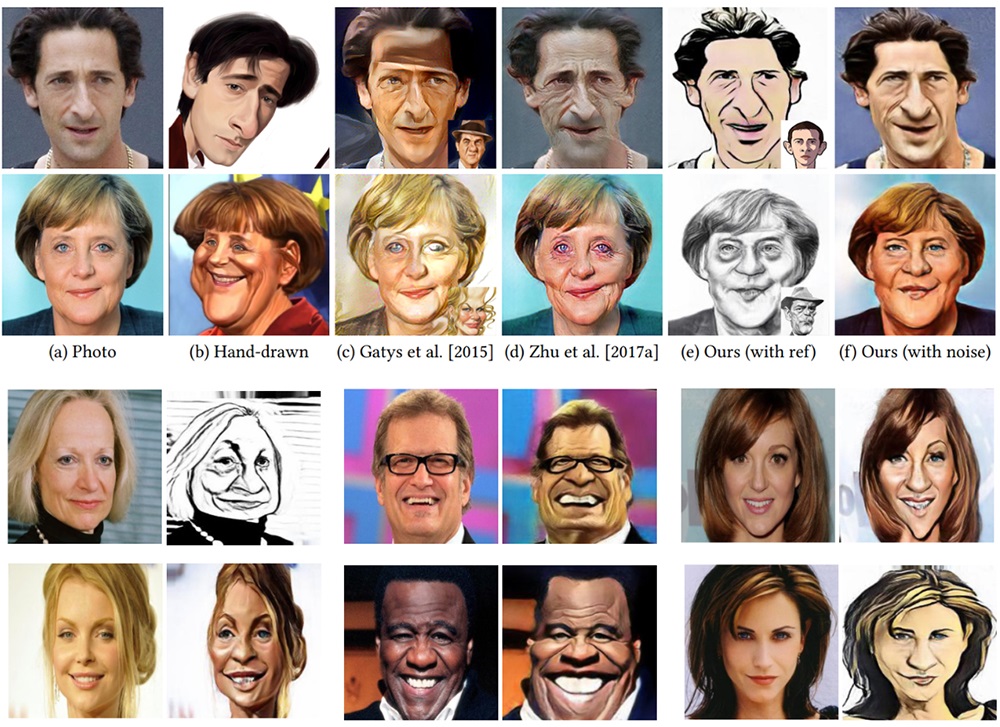 (a) Photo (b) Hand-drawn (c) Gatys et al. [2015] (d) Zhu et al. [2017a] (e) Ours (with ref) (f) Ours (with noise)